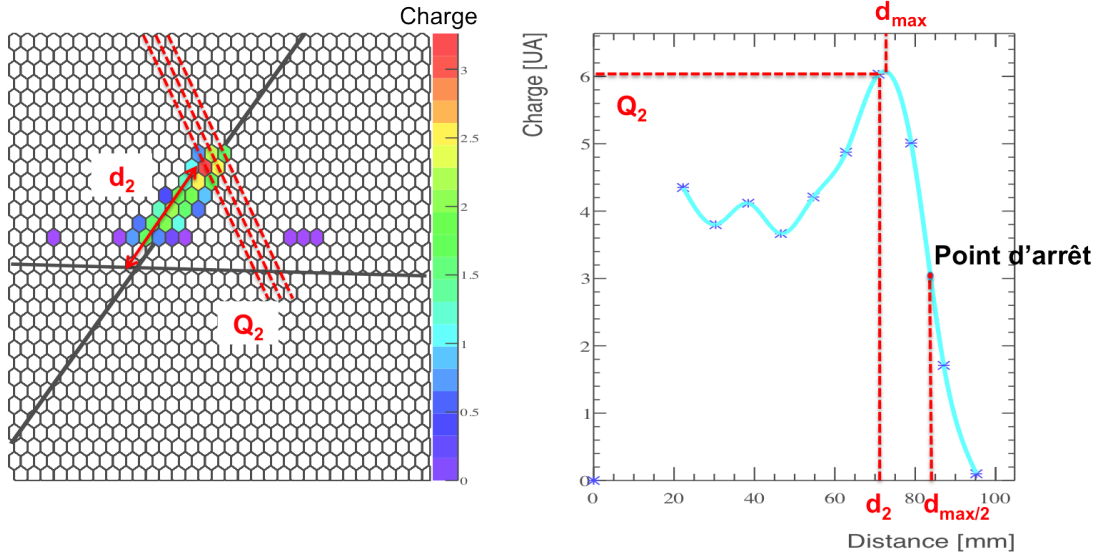 Charge
3
2.5
2
1.5
1
0.5
0
d2
Q2
dmax
Charge [UA]
6
5
4
3
2
1
0
Q2
Point d'arrêt
0
20
40
60
80
100
d2
dmax/2
Distance [mm]